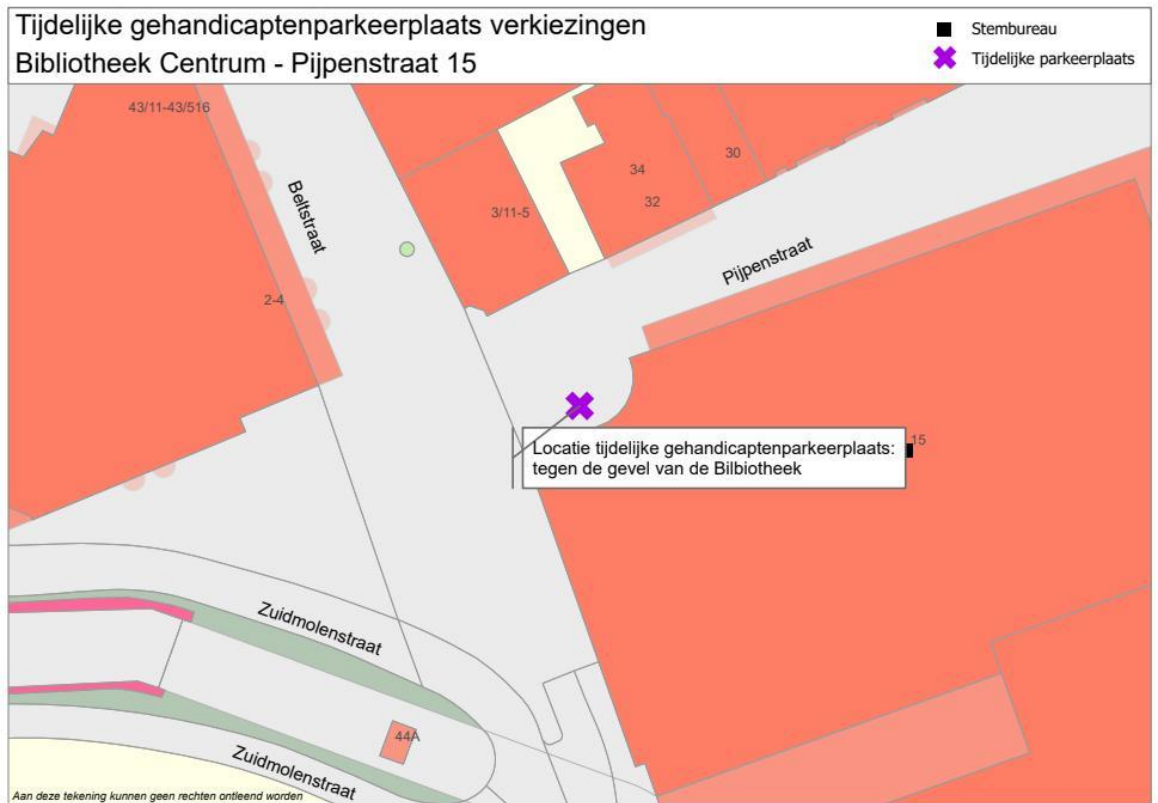 Tijdelijke gehandicaptenparkeerplaats verkiezingen
Bibliotheek Centrum - Pijpenstraat 15
Stembureau
Tijdelijke parkeerplaats
43/11-43/516
Beltstraat
34
30
32
3/11-5
Pijpenstraat
2-4
15
Locatie tijdelijke gehandicaptenparkeerplaats:
tegen de gevel van de Bilbiotheek
Zuidmolenstraat
44A
Zuidmolenstraat
Aan deze tekening kunnen geen rechten ontleend worden